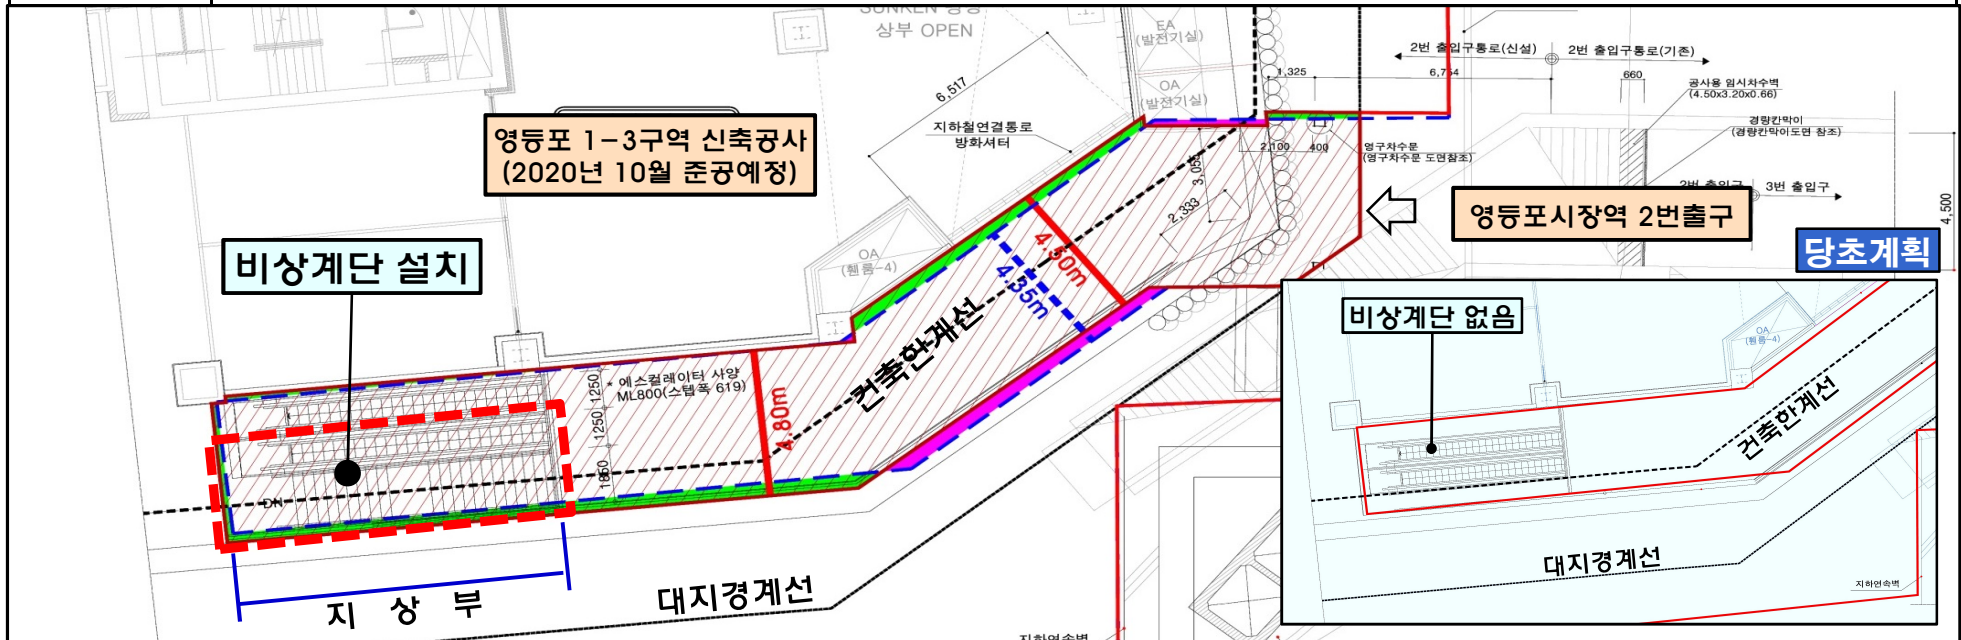 상부 OPEN
EA
(발전기실)
OA
(발전기실)
2번 출입구통로(신설)
2번 출입구통로(기존)
1,325
6,754
660
공사용 임시차수벽
(4.50x3.20x0.66)
경량칸막이
(경량칸막이도면 참조)
6,517
지하철연결통로
방화셔터
영등포 1-3구역 신축공사
(2020년 10월 준공예정)
2,100
400
영구차수문
(영구차수문 도면참조)
2번 출입구
3번 출입구
4,500
2,333
영등포시장역 2번출구
당초계획
비상계단 설치
OA
(휀룸-4)
4.50m
4.35m
건축한계선
* 에스컬레이터 사양
ML800(스텝폭 619)
1250
1250
4.80m
DN
지 상 부
대지경계선
비상계단 없음
OA
(휀룸-4)
건축한계선
대지경계선
지하연속벽
지하연속벽